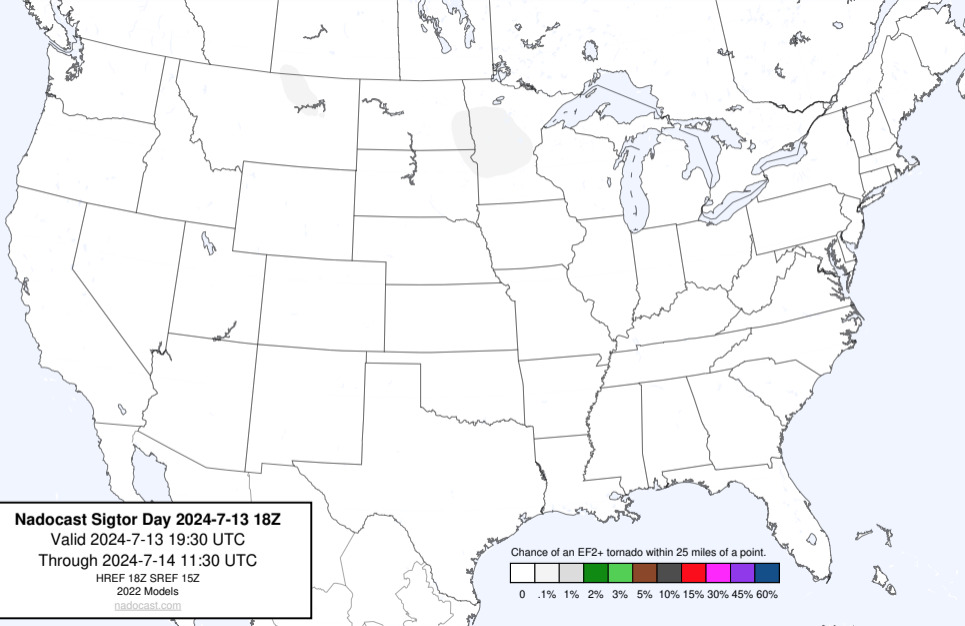 Nadocast Sigtor Day 2024-7-13 18Z
Valid 2024-7-13 19:30 UTC
Through 2024-7-14 11:30 UTC
HREF 18Z SREF 15Z
2022 Models
nadocast.com
Chance of an EF2+ tornado within 25 miles of a point.
0 .1% 1% 2% 3% 5% 10% 15% 30% 45% 60%